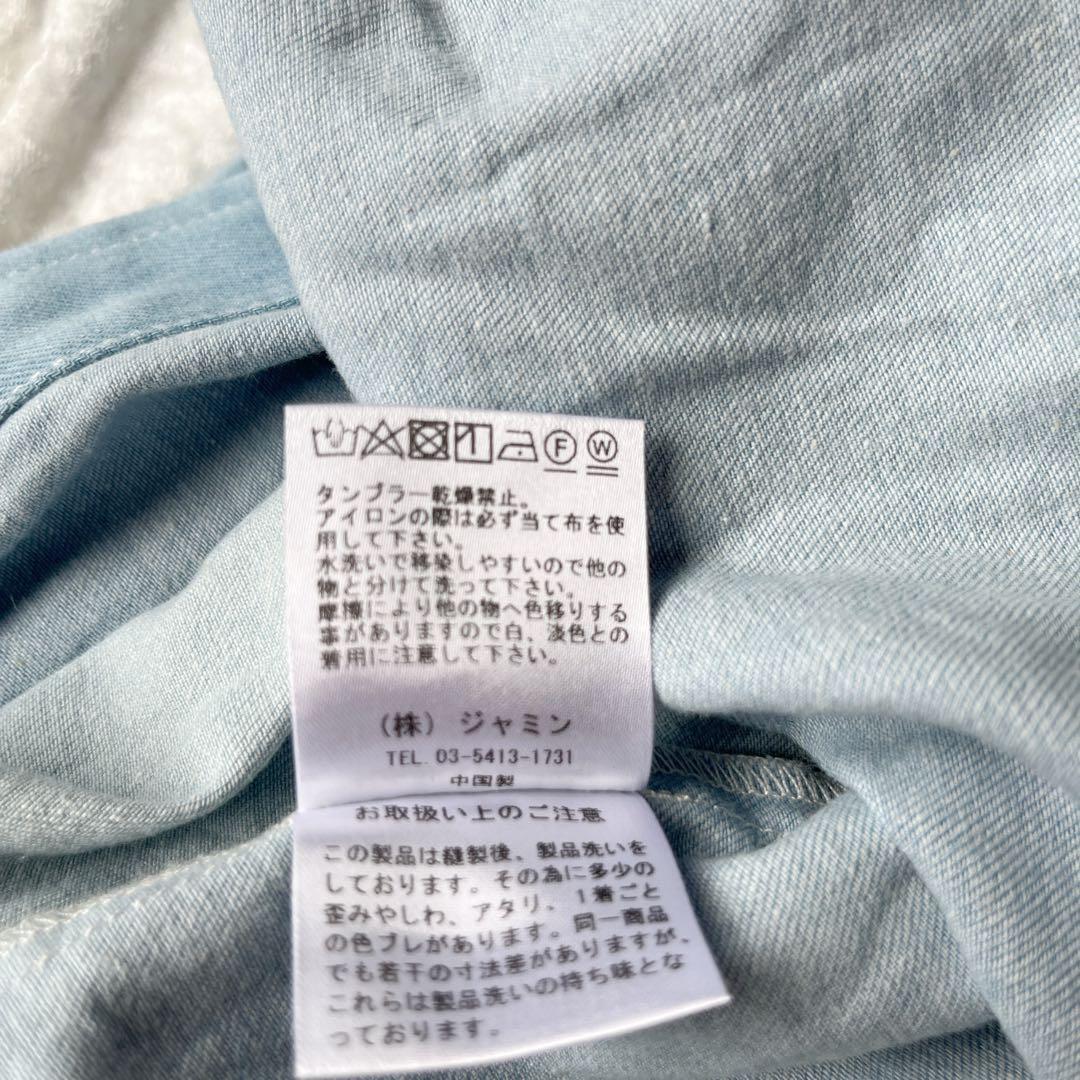 F W
タンブラー乾燥禁止。
アイロンの際は必ず当て布を使
用して下さい。
水洗いで移染しやすいので他の
物と分けて洗って下さい。
摩擦により他の物へ色移りする
事がありますので白、淡色との
着用に注意して下さい。
(株) ジャミン
TEL. 03-5413-1731
中国製
お取扱い上のご注意
この製品は縫製後、製品洗いを
しております。その為に多少の
歪みやしわ、アタリ、1着ごと
の色ブレがあります。同一商品
でも若干の寸法差がありますが、
これらは製品洗いの持ち味とな
っております。